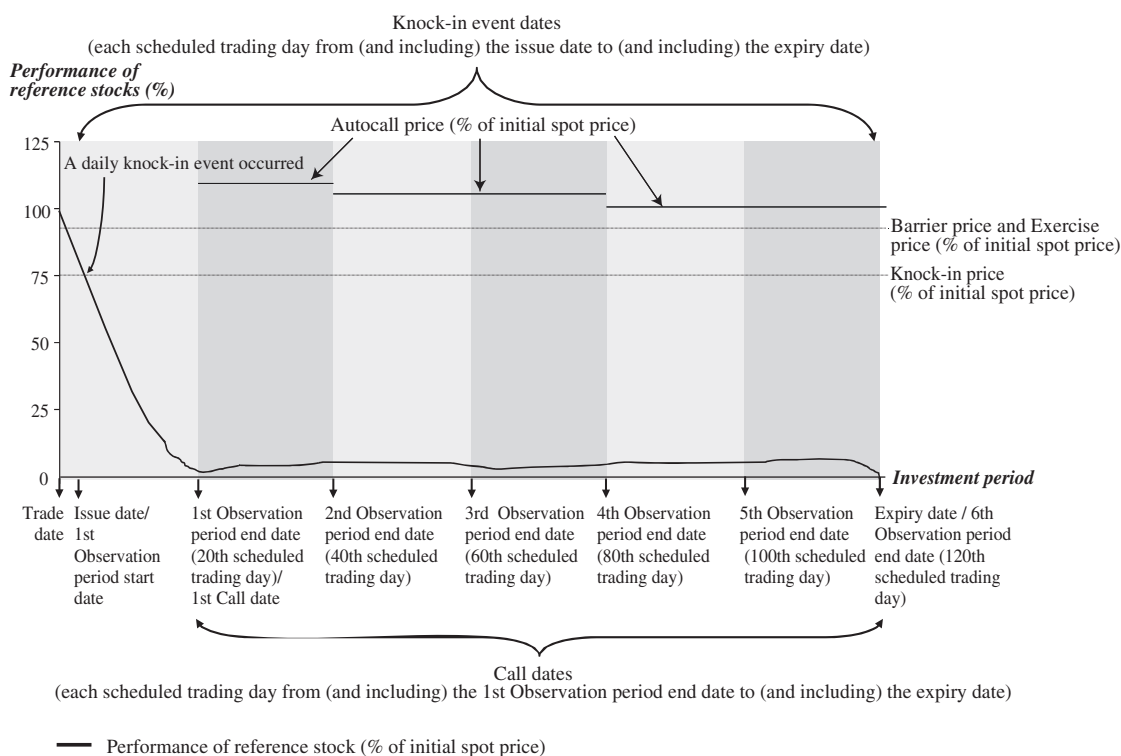 Knock-in event dates
(each scheduled trading day from (and including) the issue date to (and including) the expiry date)
Performance of
reference stocks (%)
Autocall price (% of initial spot price)
125
A daily knock-in event occurred
100
Barrier price and Exercise
price (% of initial spot price)
75
Knock-in price
(% of initial spot price)
50
25
0
Investment period
Trade
date
Issue date/
1st
Observation
period start
date
1st Observation
period end date
(20th scheduled
trading day)/
1st Call date
2nd Observation
period end date
(40th scheduled
trading day)
3rd Observation
period end date
(60th scheduled
trading day)
4th Observation
period end date
(80th scheduled
trading day)
5th Observation
period end date
(100th scheduled
trading day)
Expiry date / 6th
Observation period
end date (120th
scheduled trading
day)
Call dates
(each scheduled trading day from (and including) the 1st Observation period end date to (and including) the expiry date)
Performance of reference stock (% of initial spot price)